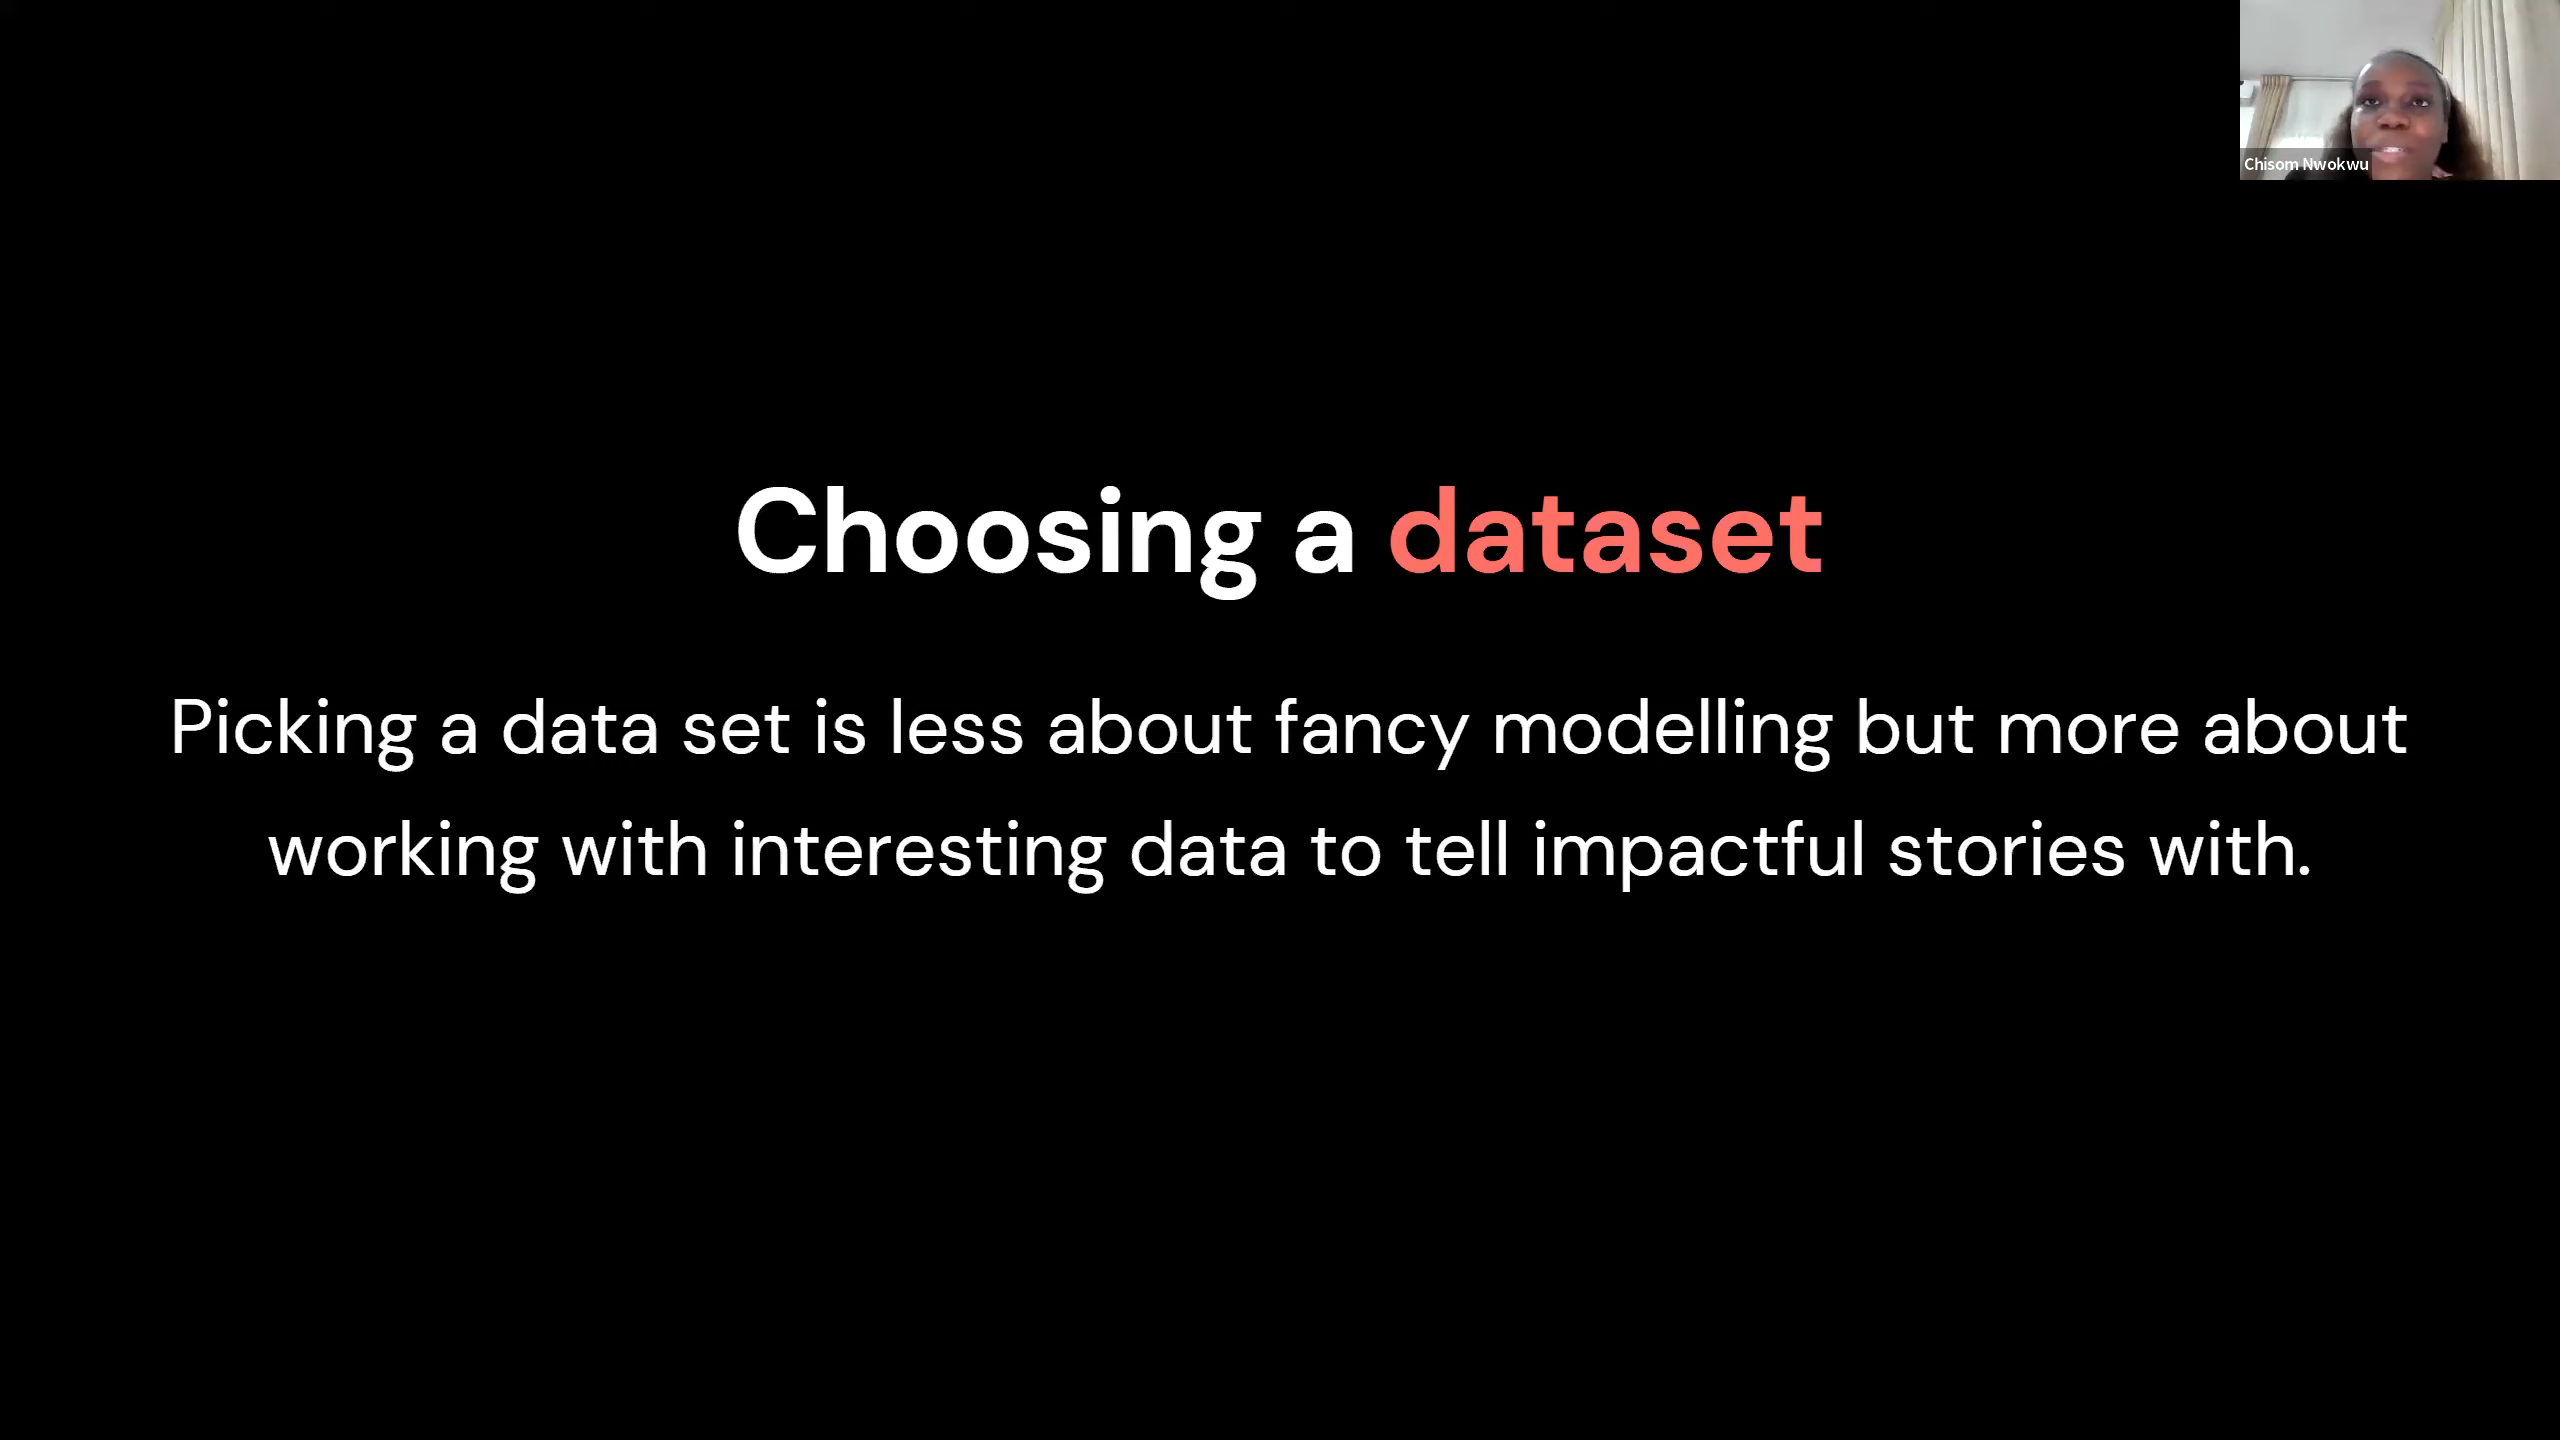 Chisom Nwokwu
Choosing a dataset
Picking a data set is less about fancy modelling but more about
working with interesting data to tell impactful stories with.